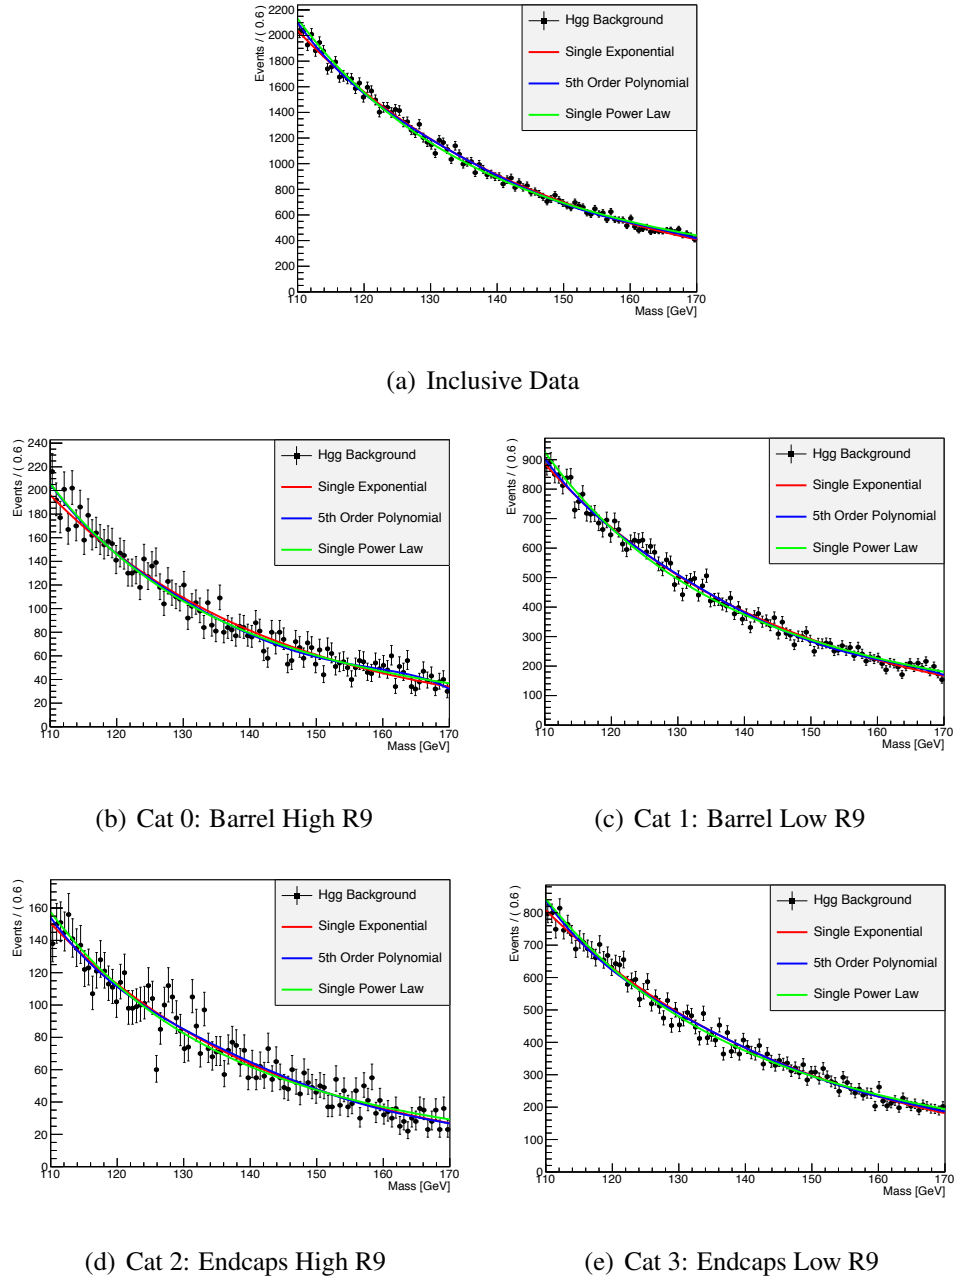 Events / ( 0.6 )
2200
2000
1800
1600
1400
1200
1000
800
600
400
200
0
Hgg Background
Single Exponential
5th Order Polynomial
Single Power Law
110 120 130 140 150 160 170
Mass [GeV]
(a) Inclusive Data
Events / ( 0.6 )
240
220
200
180
160
140
120
100
80
60
40
20
0
Hgg Background
Single Exponential
5th Order Polynomial
Single Power Law
110 120 130 140 150 160 170
Mass [GeV]
(b) Cat 0: Barrel High R9
Events / ( 0.6 )
900
800
700
600
500
400
300
200
100
0
Hgg Background
Single Exponential
5th Order Polynomial
Single Power Law
110 120 130 140 150 160 170
Mass [GeV]
(c) Cat 1: Barrel Low R9
Events / ( 0.6 )
160
140
120
100
80
60
40
20
0
Hgg Background
Single Exponential
5th Order Polynomial
Single Power Law
110 120 130 140 150 160 170
Mass [GeV]
(d) Cat 2: Endcaps High R9
Events / ( 0.6 )
800
700
600
500
400
300
200
100
0
Hgg Background
Single Exponential
5th Order Polynomial
Single Power Law
110 120 130 140 150 160 170
Mass [GeV]
(e) Cat 3: Endcaps Low R9